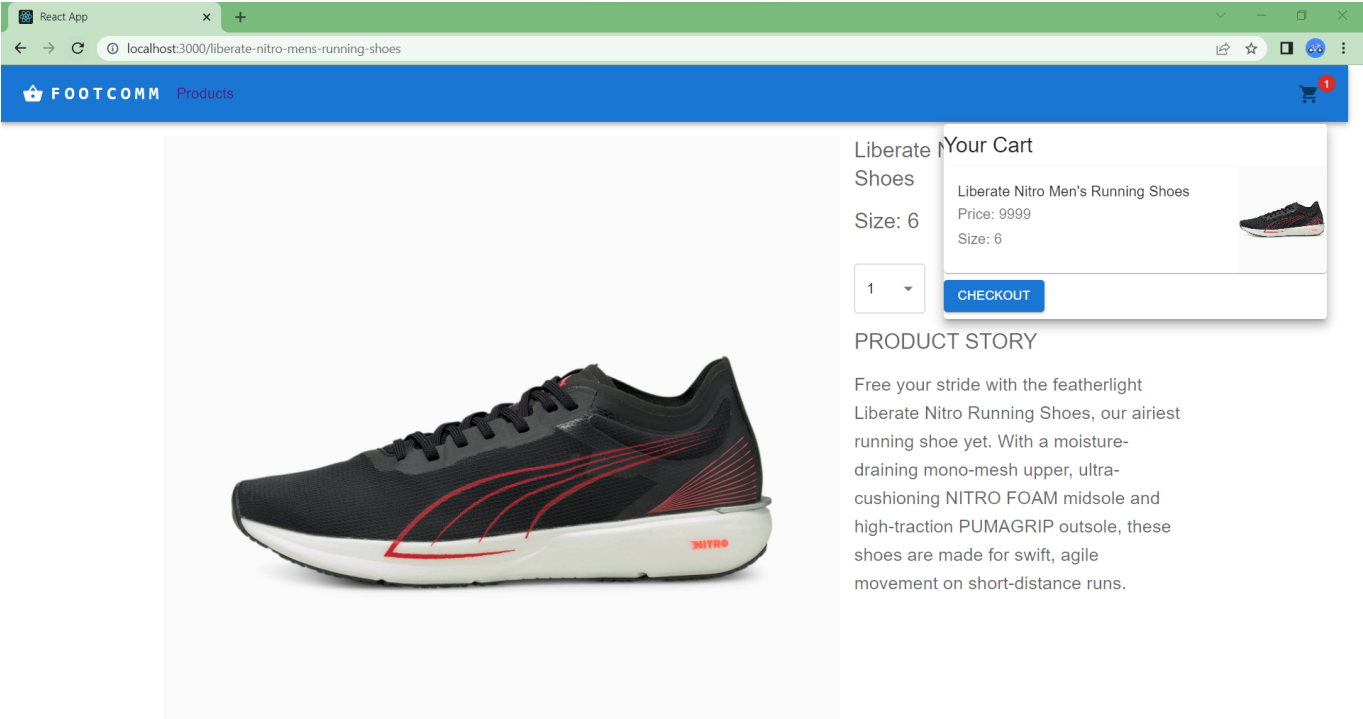 React App
localhost:3000/liberate-nitro-mens-running-shoes
FOOTCOMM Products
1
Your Cart
Liberate Nitro Men's Running Shoes
Price: 9999
Size: 6
CHECKOUT
Liberate N
Shoes
Size: 6
1
PRODUCT STORY
Free your stride with the featherlight
Liberate Nitro Running Shoes, our airiest
running shoe yet. With a moisture-
draining mono-mesh upper, ultra-
cushioning NITRO FOAM midsole and
high-traction PUMAGRIP outsole, these
shoes are made for swift, agile
movement on short-distance runs.
NITRO